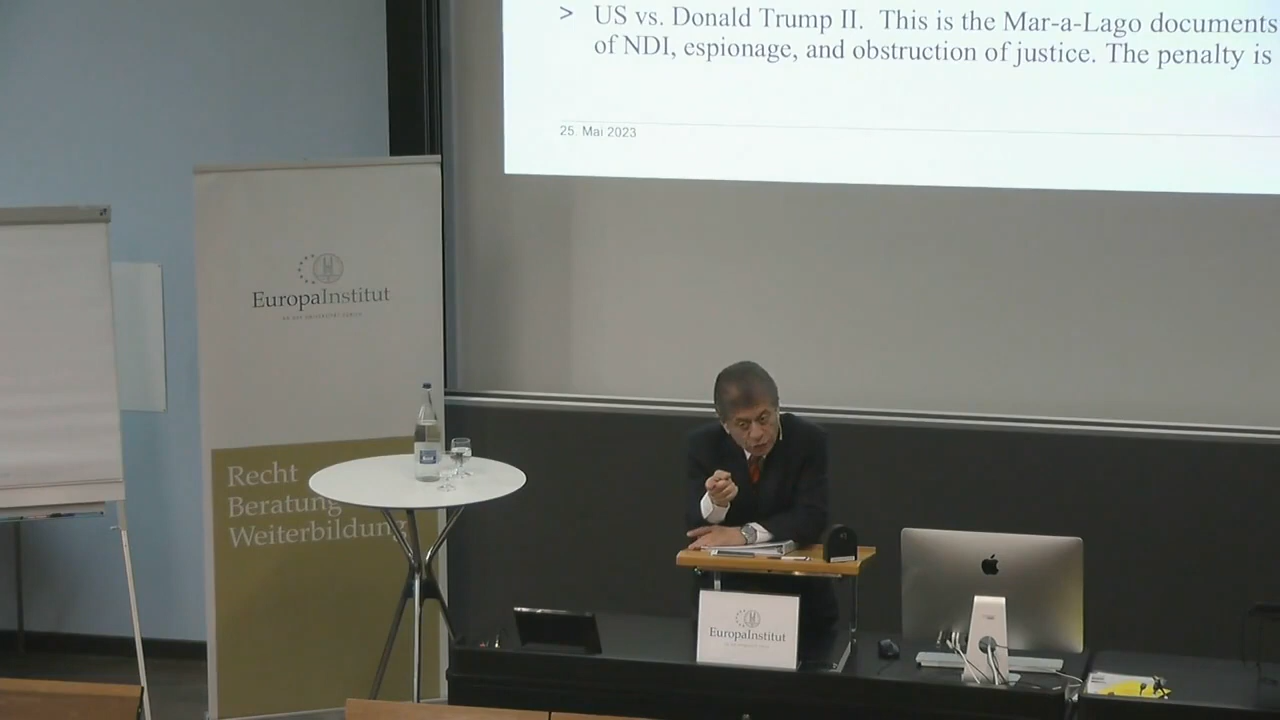 > US vs. Donald Trump II. This is the Mar-a-Lago documents
of NDI, espionage, and obstruction of justice. The penalty is
25. Mai 2023
EuropaInstitut
Recht
Beratung
Weiterbildung
EuropaInstitut